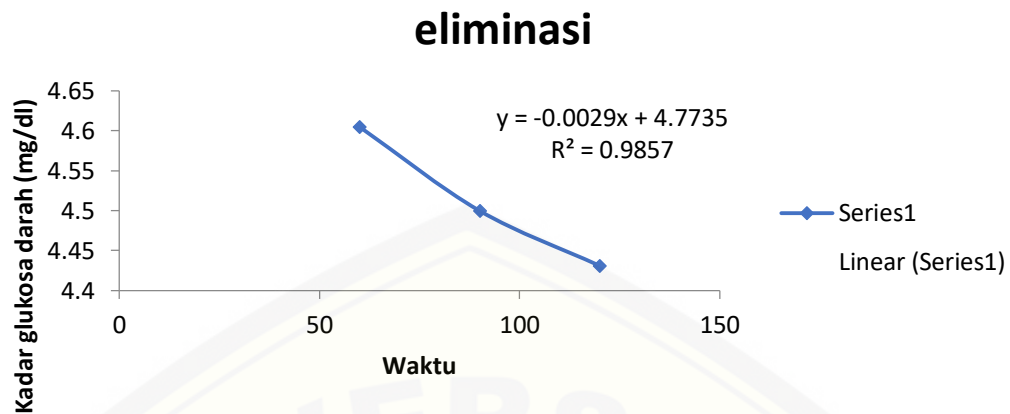 eliminasi
Kadar glukosa darah (mg/dl)
4.65
4.6
4.55
4.5
4.45
4.4
y = -0.0029x + 4.7735
R² = 0.9857
Series1
Linear (Series1)
0
50
100
150
Waktu